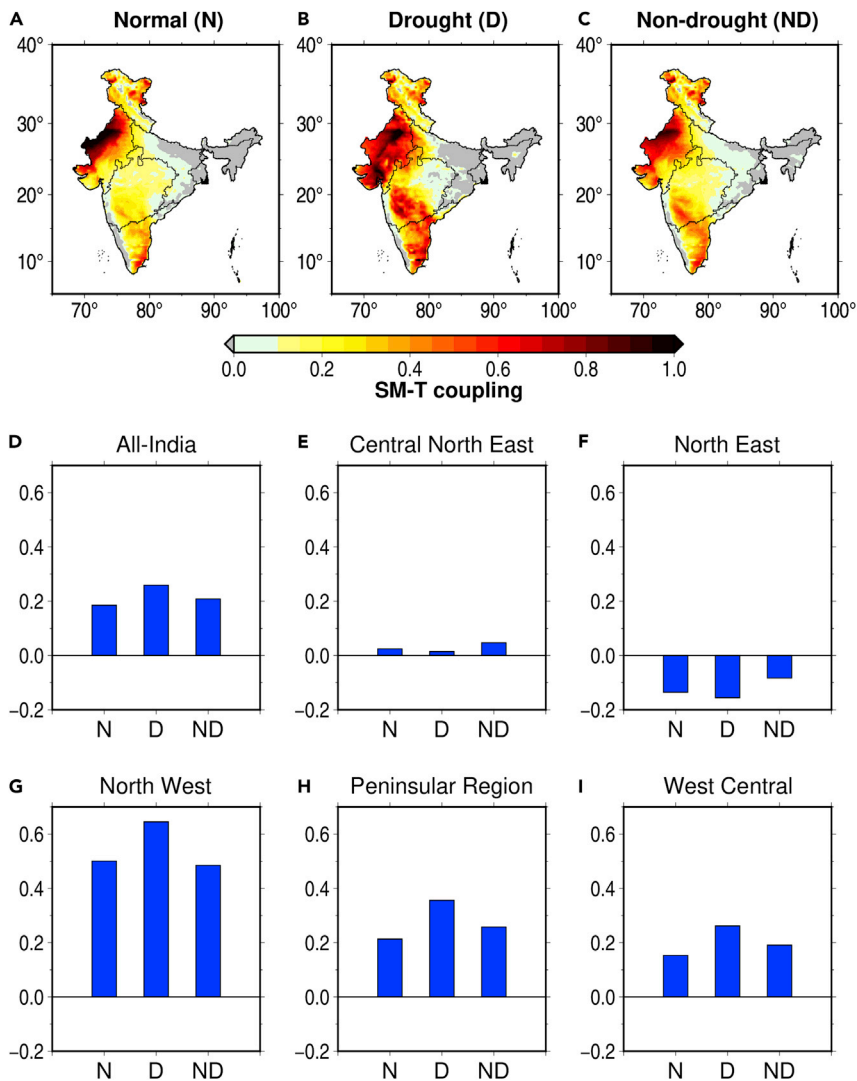 A Normal (N) B Drought (D) C Non-drought (ND)
40° 40° 40°
30° 30° 30°
20° 20° 20°
10° 10° 10°
70° 80° 90° 100° 70° 80° 90° 100° 70° 80° 90° 100°
0.0 0.2 0.4 0.6 0.8 1.0
SM-T coupling
D All-India E Central North East F North East
0.6 0.6 0.6
0.4 0.4 0.4
0.2 0.2 0.2
0.0 0.0 0.0
−0.2 −0.2 −0.2
N D ND N D ND N D ND
G North West H Peninsular Region I West Central
0.6 0.6 0.6
0.4 0.4 0.4
0.2 0.2 0.2
0.0 0.0 0.0
−0.2 −0.2 −0.2
N D ND N D ND N D ND